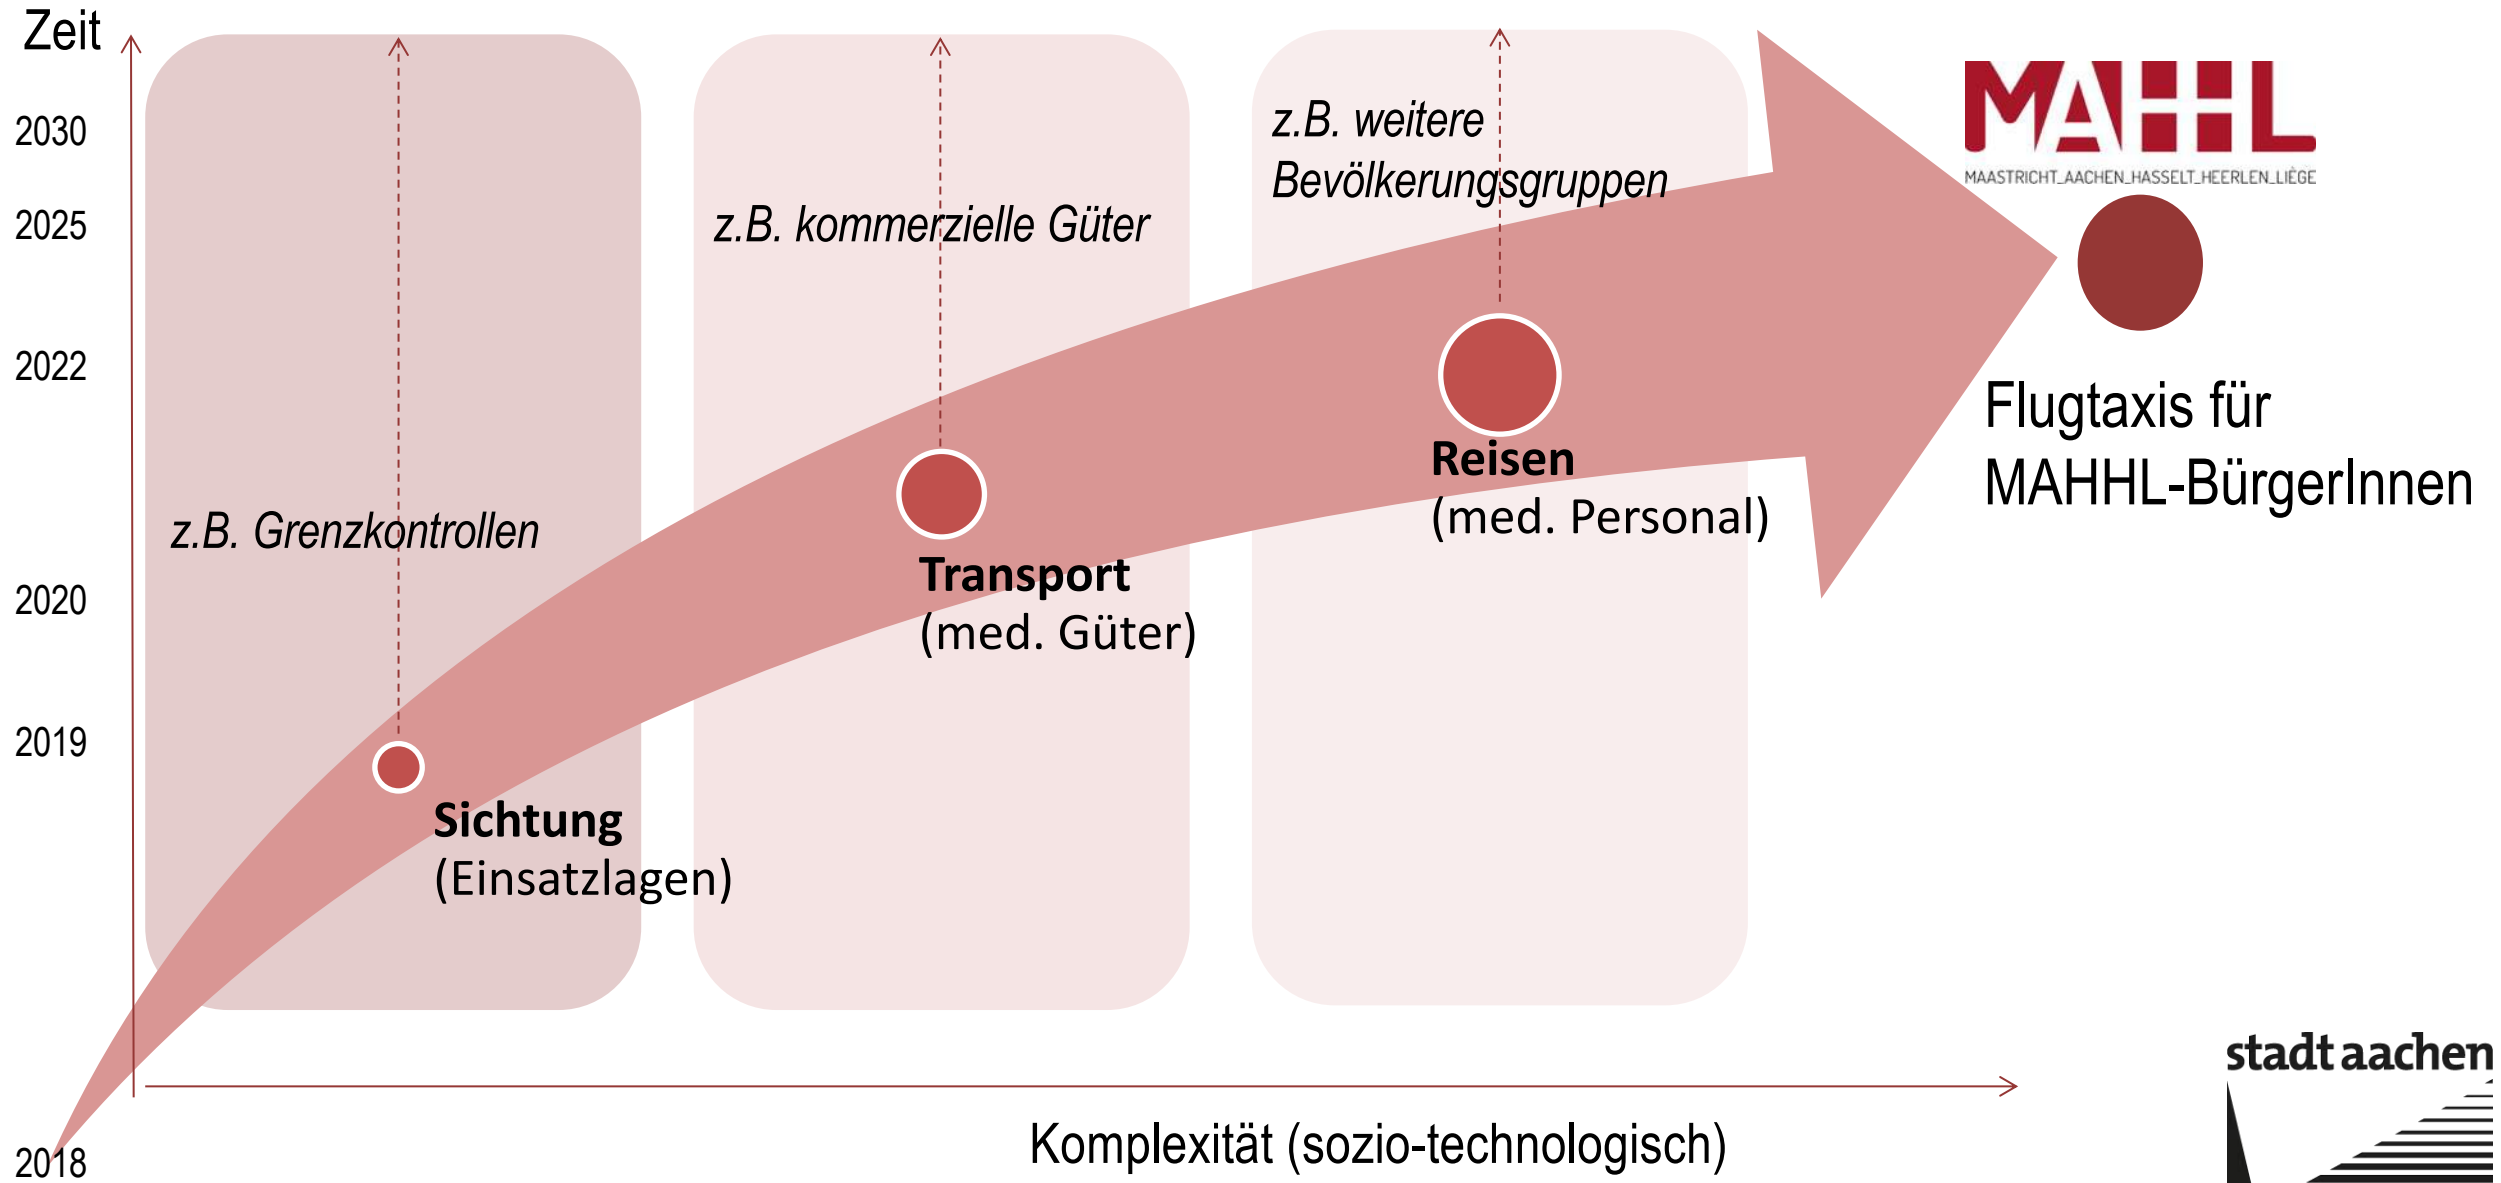 Zeit
2030
2025
2022
2020
2019
2018
z.B. Grenzkontrollen
Sichtung
(Einsatzlagen)
z.B. kommerzielle Güter
Transport
(med. Güter)
z.B. weitere
Bevölkerungsgruppen
Reisen
(med. Personal)
MAHHL
MAASTRICHT_AACHEN_HASSELT_HEERLEN_LIÈGE
Flugtaxis für
MAHHL-BürgerInnen
Komplexität (sozio-technologisch)
stadt aachen